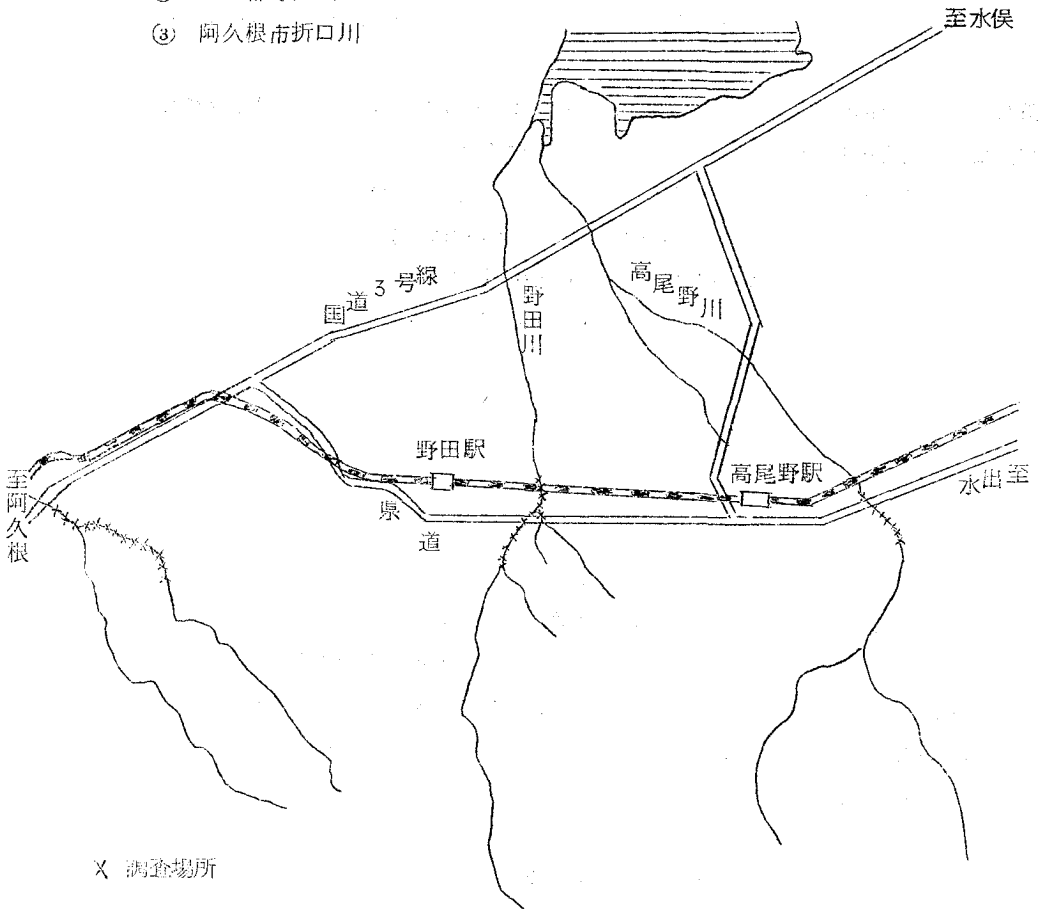 ③ 阿久根市折口川
至水俣
国道3号線
野田川
高尾野川
野田駅
高尾野駅
至阿久根
県道
水出至
X 調査場所